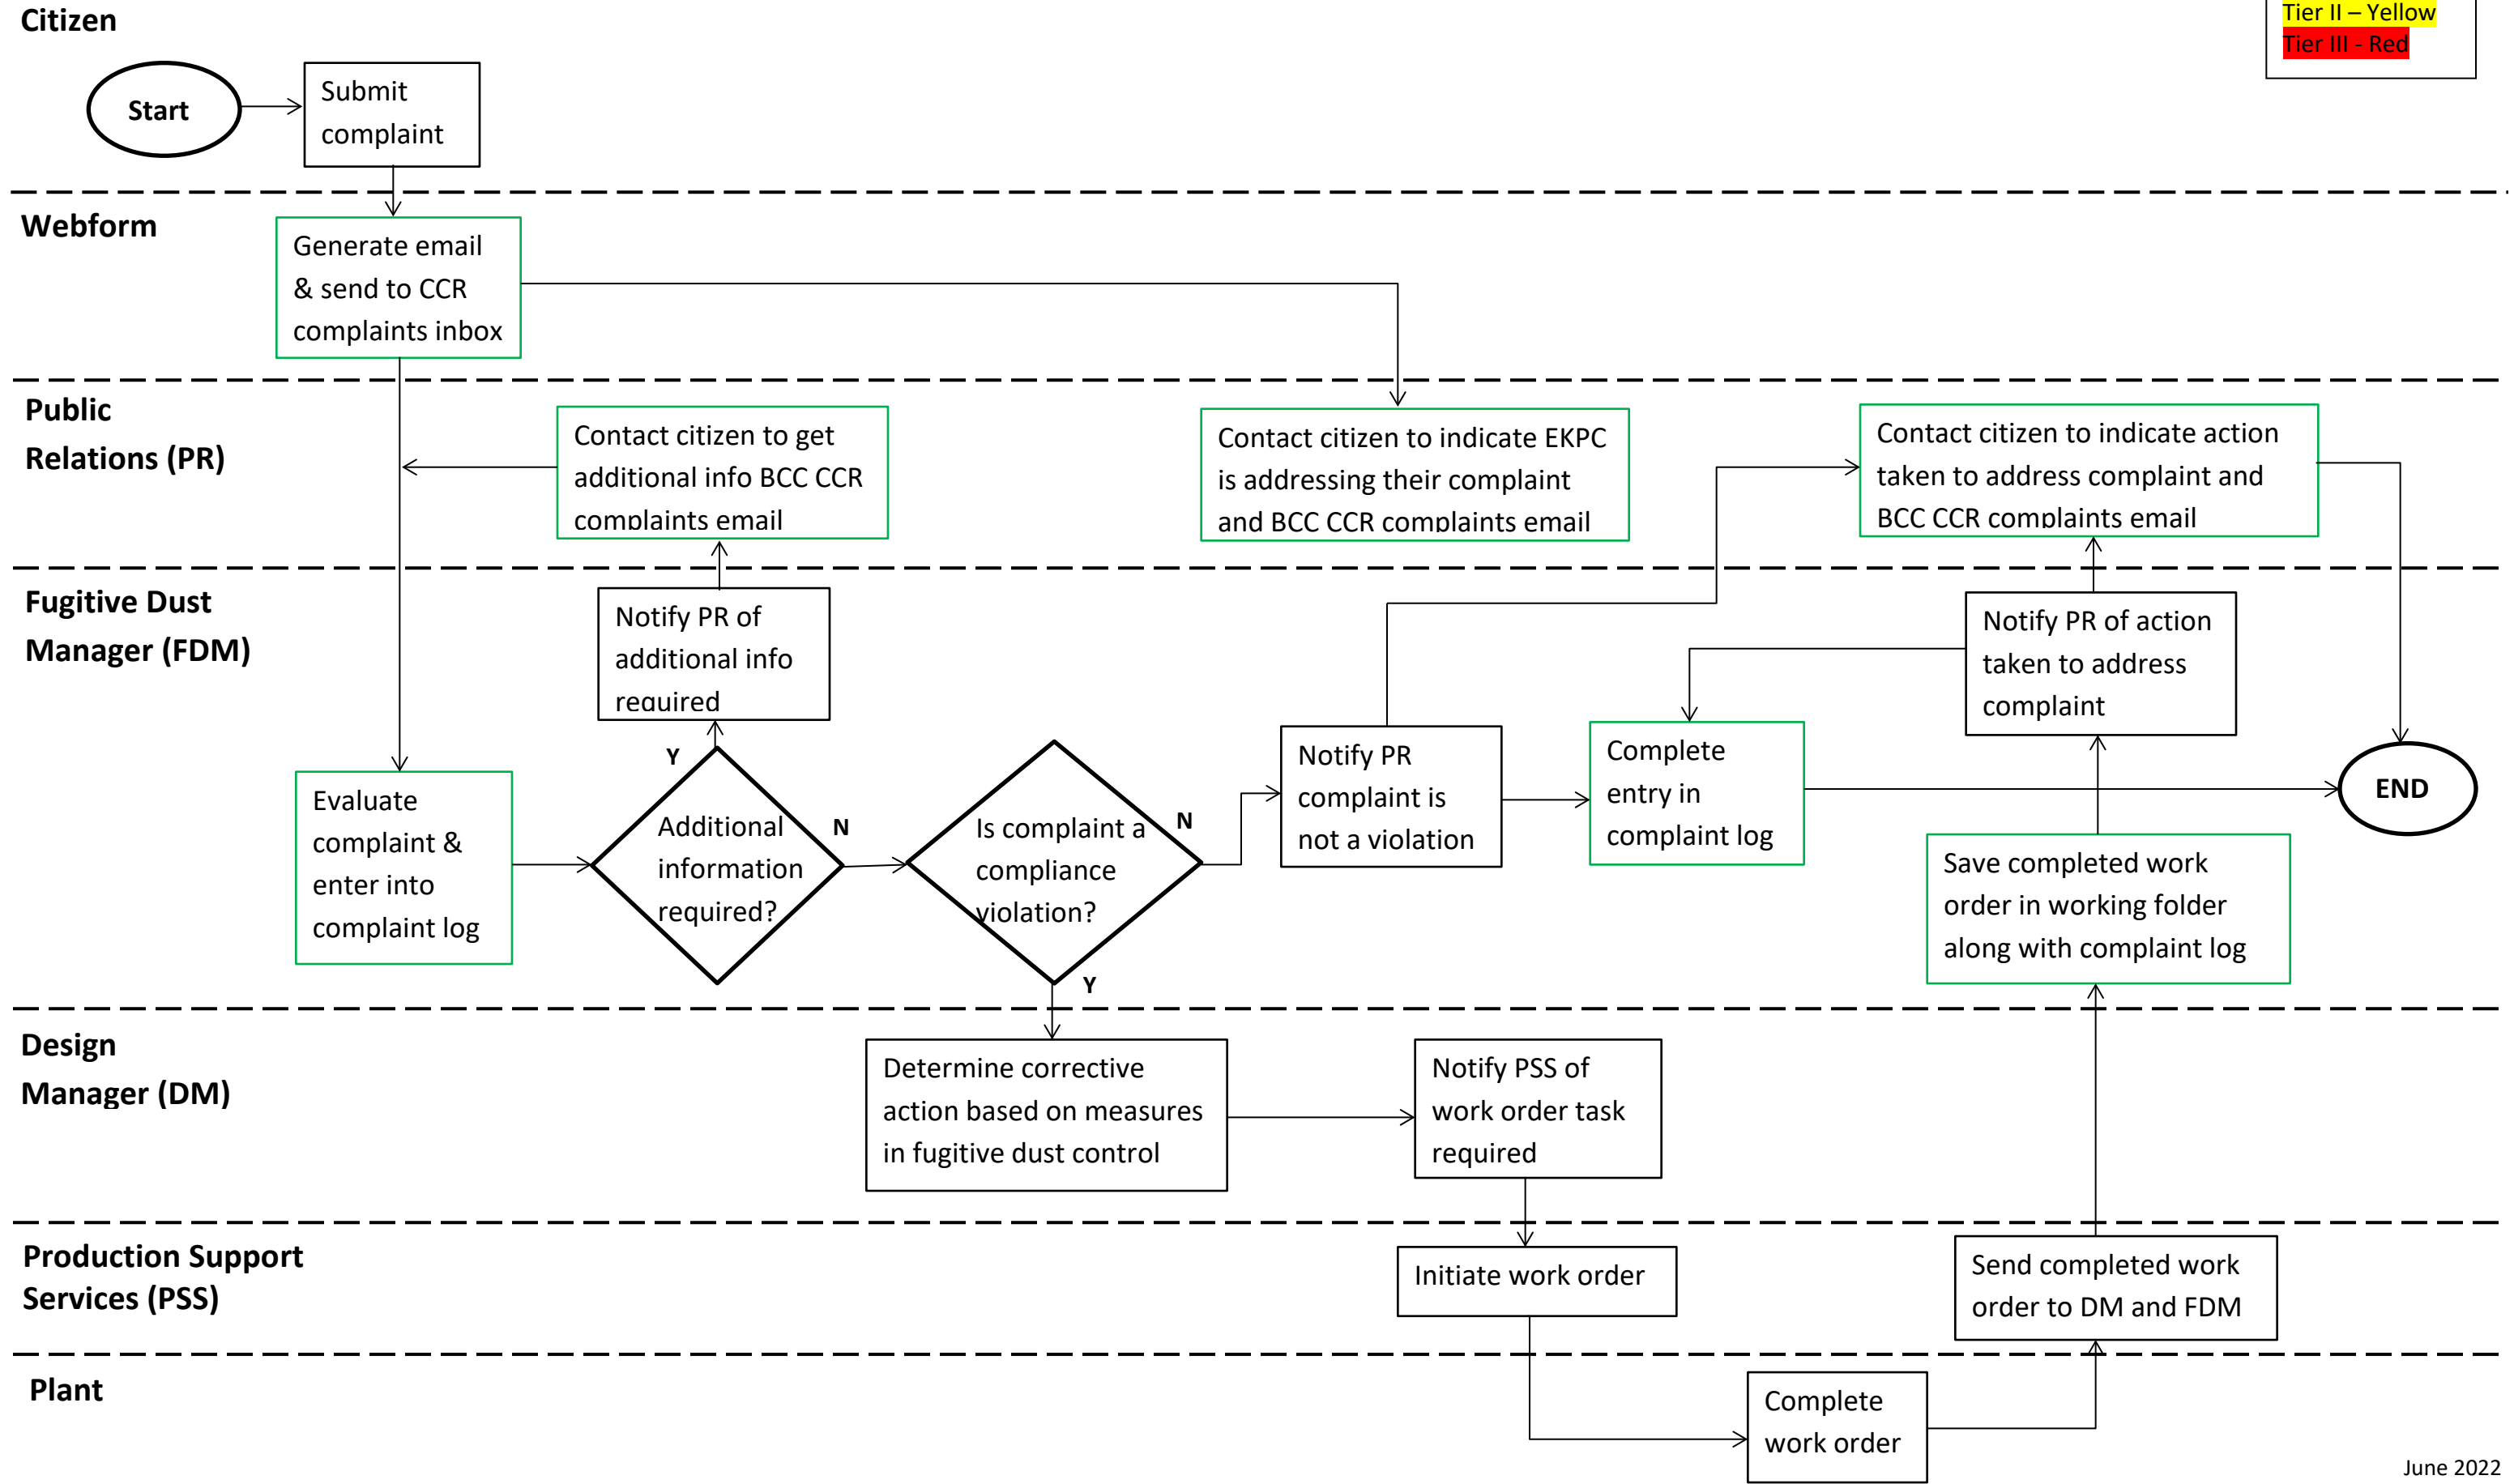 Citizen
Tier II – Yellow
Tier III - Red
Start
Submit
complaint
Webform
Generate email
& send to CCR
complaints inbox
Public
Relations (PR)
Contact citizen to get
additional info BCC CCR
complaints email
Contact citizen to indicate EKPC
is addressing their complaint
and BCC CCR complaints email
Contact citizen to indicate action
taken to address complaint and
BCC CCR complaints email
Fugitive Dust
Manager (FDM)
Notify PR of
additional info
required
Notify PR of action
taken to address
complaint
Y
Evaluate
complaint &
enter into
complaint log
Additional
information
required?
N
Is complaint a
compliance
violation?
N
Y
Notify PR
complaint is
not a violation
Complete
entry in
complaint log
END
Save completed work
order in working folder
along with complaint log
Design
Manager (DM)
Determine corrective
action based on measures
in fugitive dust control
Notify PSS of
work order task
required
Production Support
Services (PSS)
Initiate work order
Send completed work
order to DM and FDM
Plant
Complete
work order
June 2022